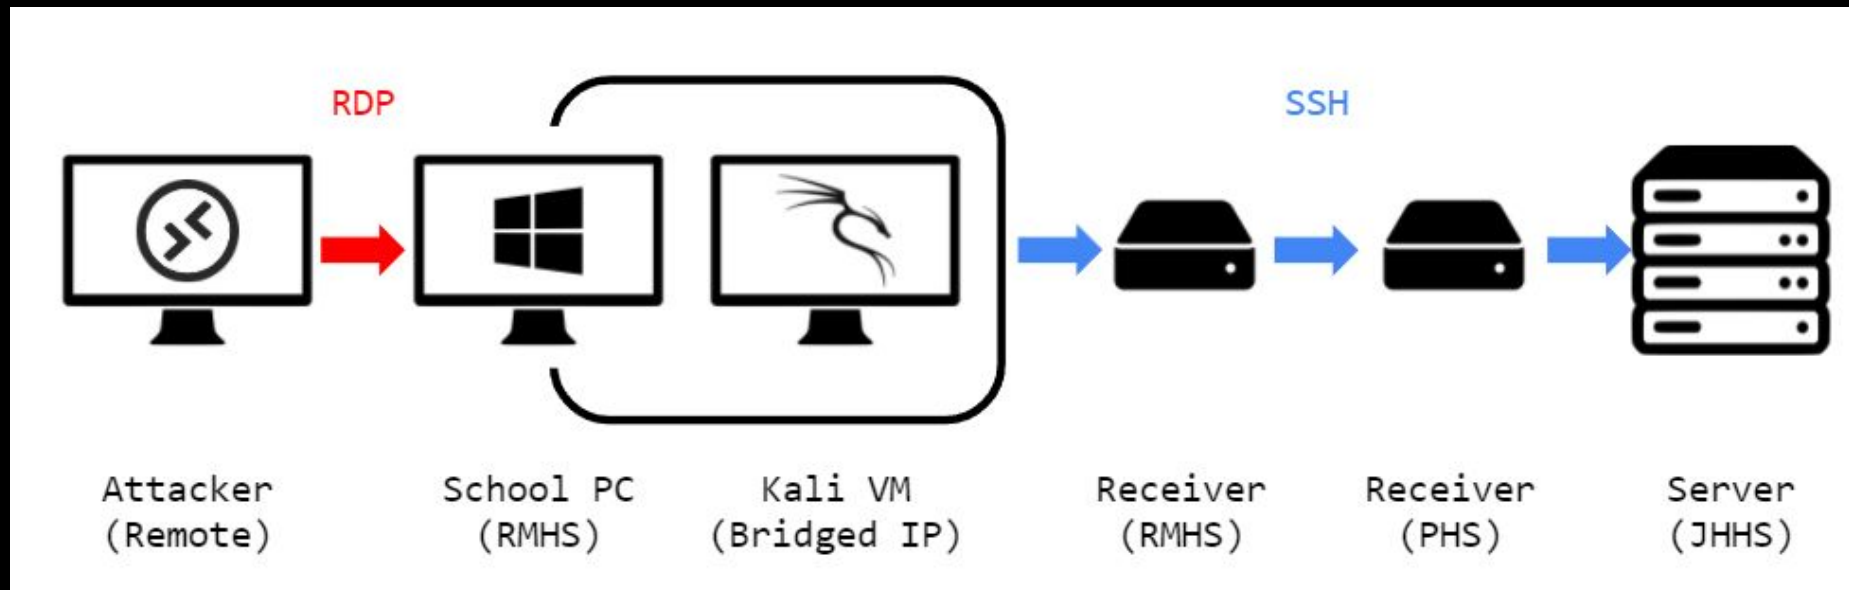 RDP
SSH
Attacker
(Remote)
School PC
(RMHS)
Kali VM
(Bridged IP)
Receiver
(RMHS)
Receiver
(PHS)
Server
(JHHS)